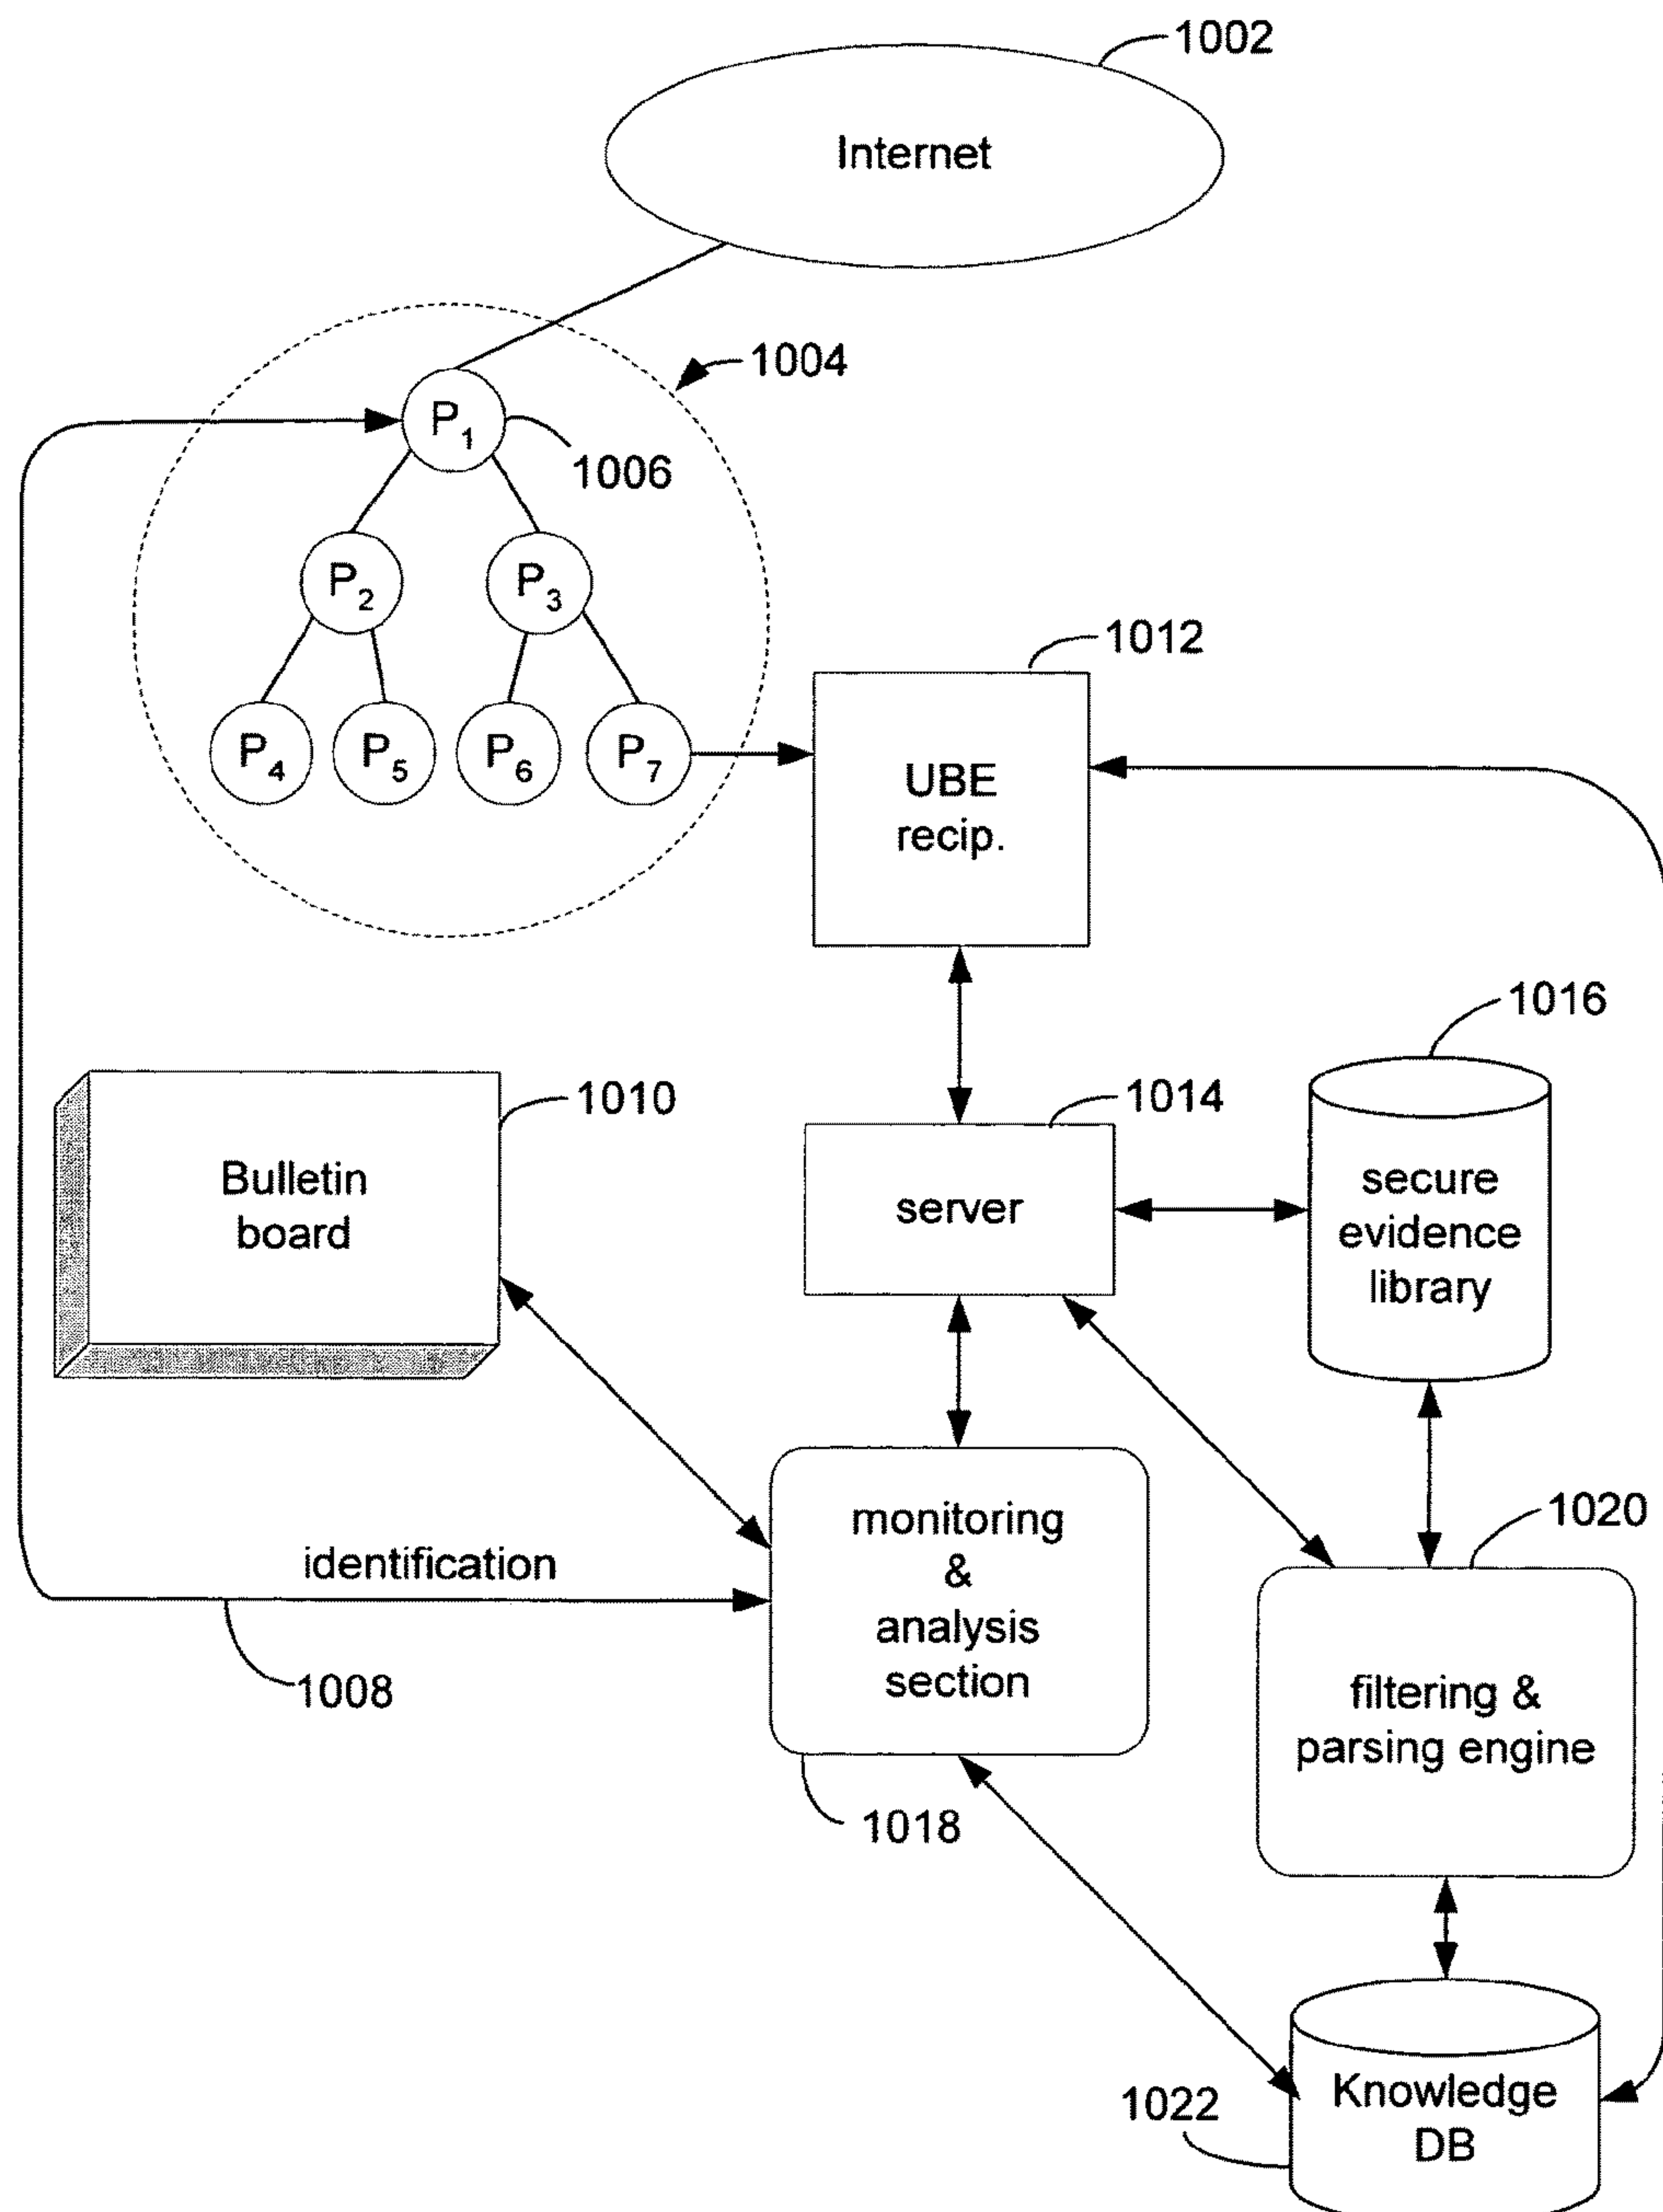 1002
Internet
1004
P1
1006
P2
P3
1012
P4
P5
P6
P7
UBE
recip.
1016
1010
1014
Bulletin
board
server
secure
evidence
library
1020
monitoring
&
analysis
section
identification
1008
filtering &
parsing engine
1018
1022
Knowledge
DB